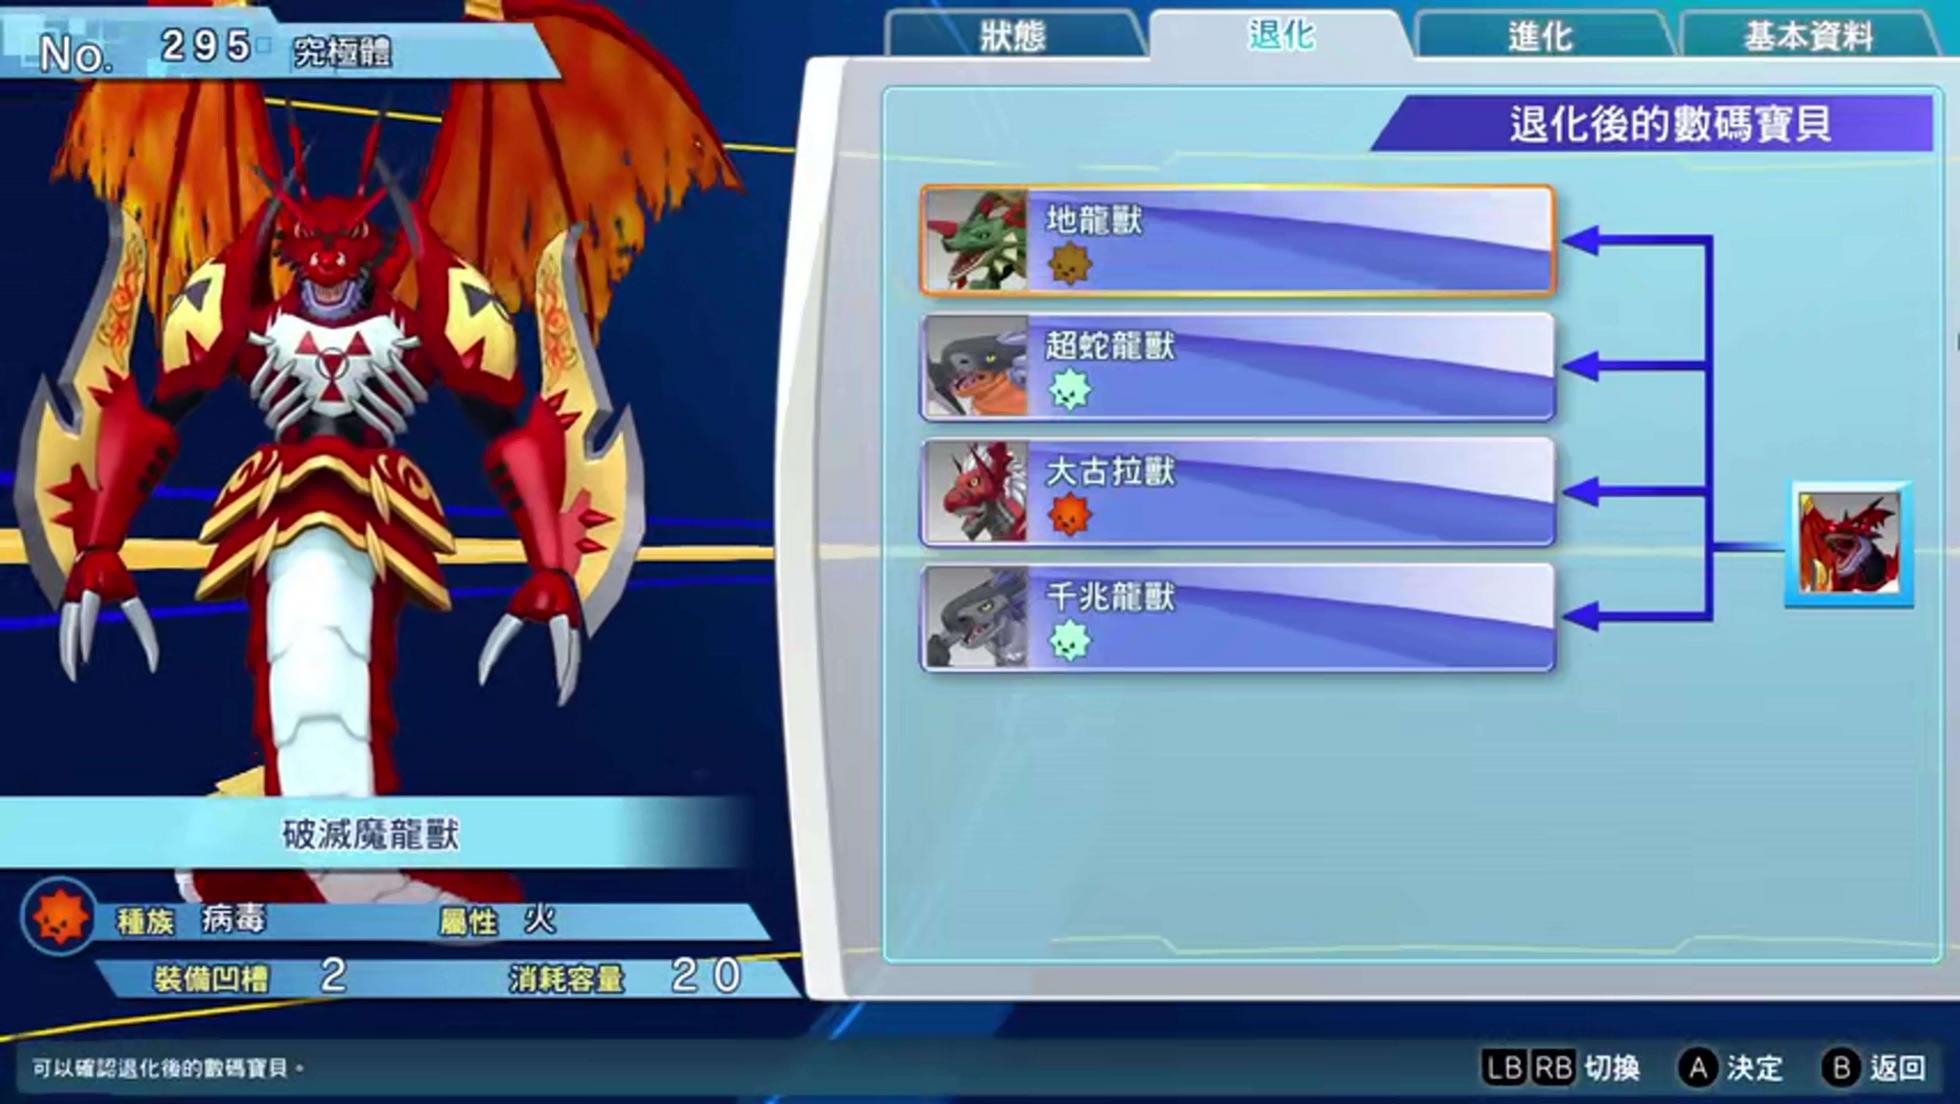 No. 295 究極體
狀態 退化 進化 基本資料
退化後的數碼寶貝
地龍獸
超蛇龍獸
大古拉獸
千兆龍獸
破滅魔龍獸
種族 病毒 屬性 火
裝備凹槽 2 消耗容量 20
可以確認退化後的數碼寶貝。
LB RB 切換 A 決定 B 返回